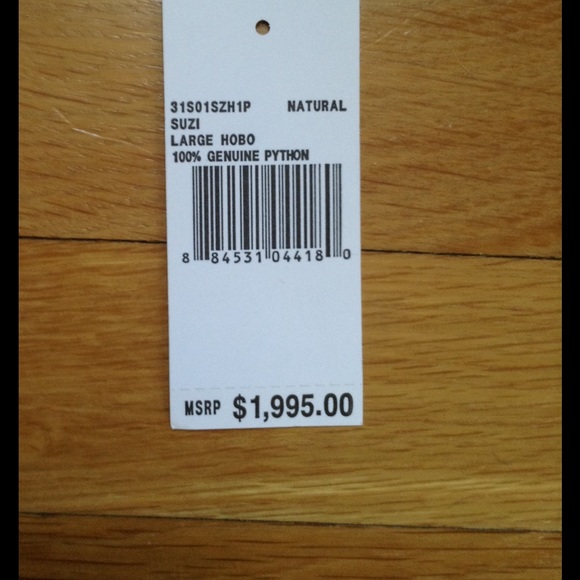 31S01SZH1P NATURAL
SUZI
LARGE HOBO
100% GENUINE PYTHON
8 84531 04418 0
MSRP $1,995.00